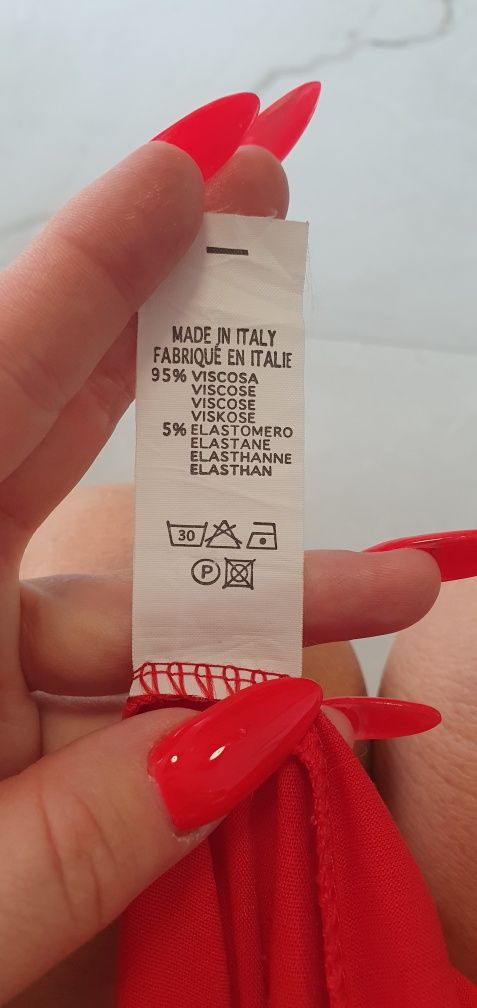 MADE IN ITALY
FABRIQUÉ EN ITALIE
95% VISCOSA
VISCOSE
VISCOSE
VISKOSE
5% ELASTOMERO
ELASTANE
ELASTHANNE
ELASTHAN
30
P